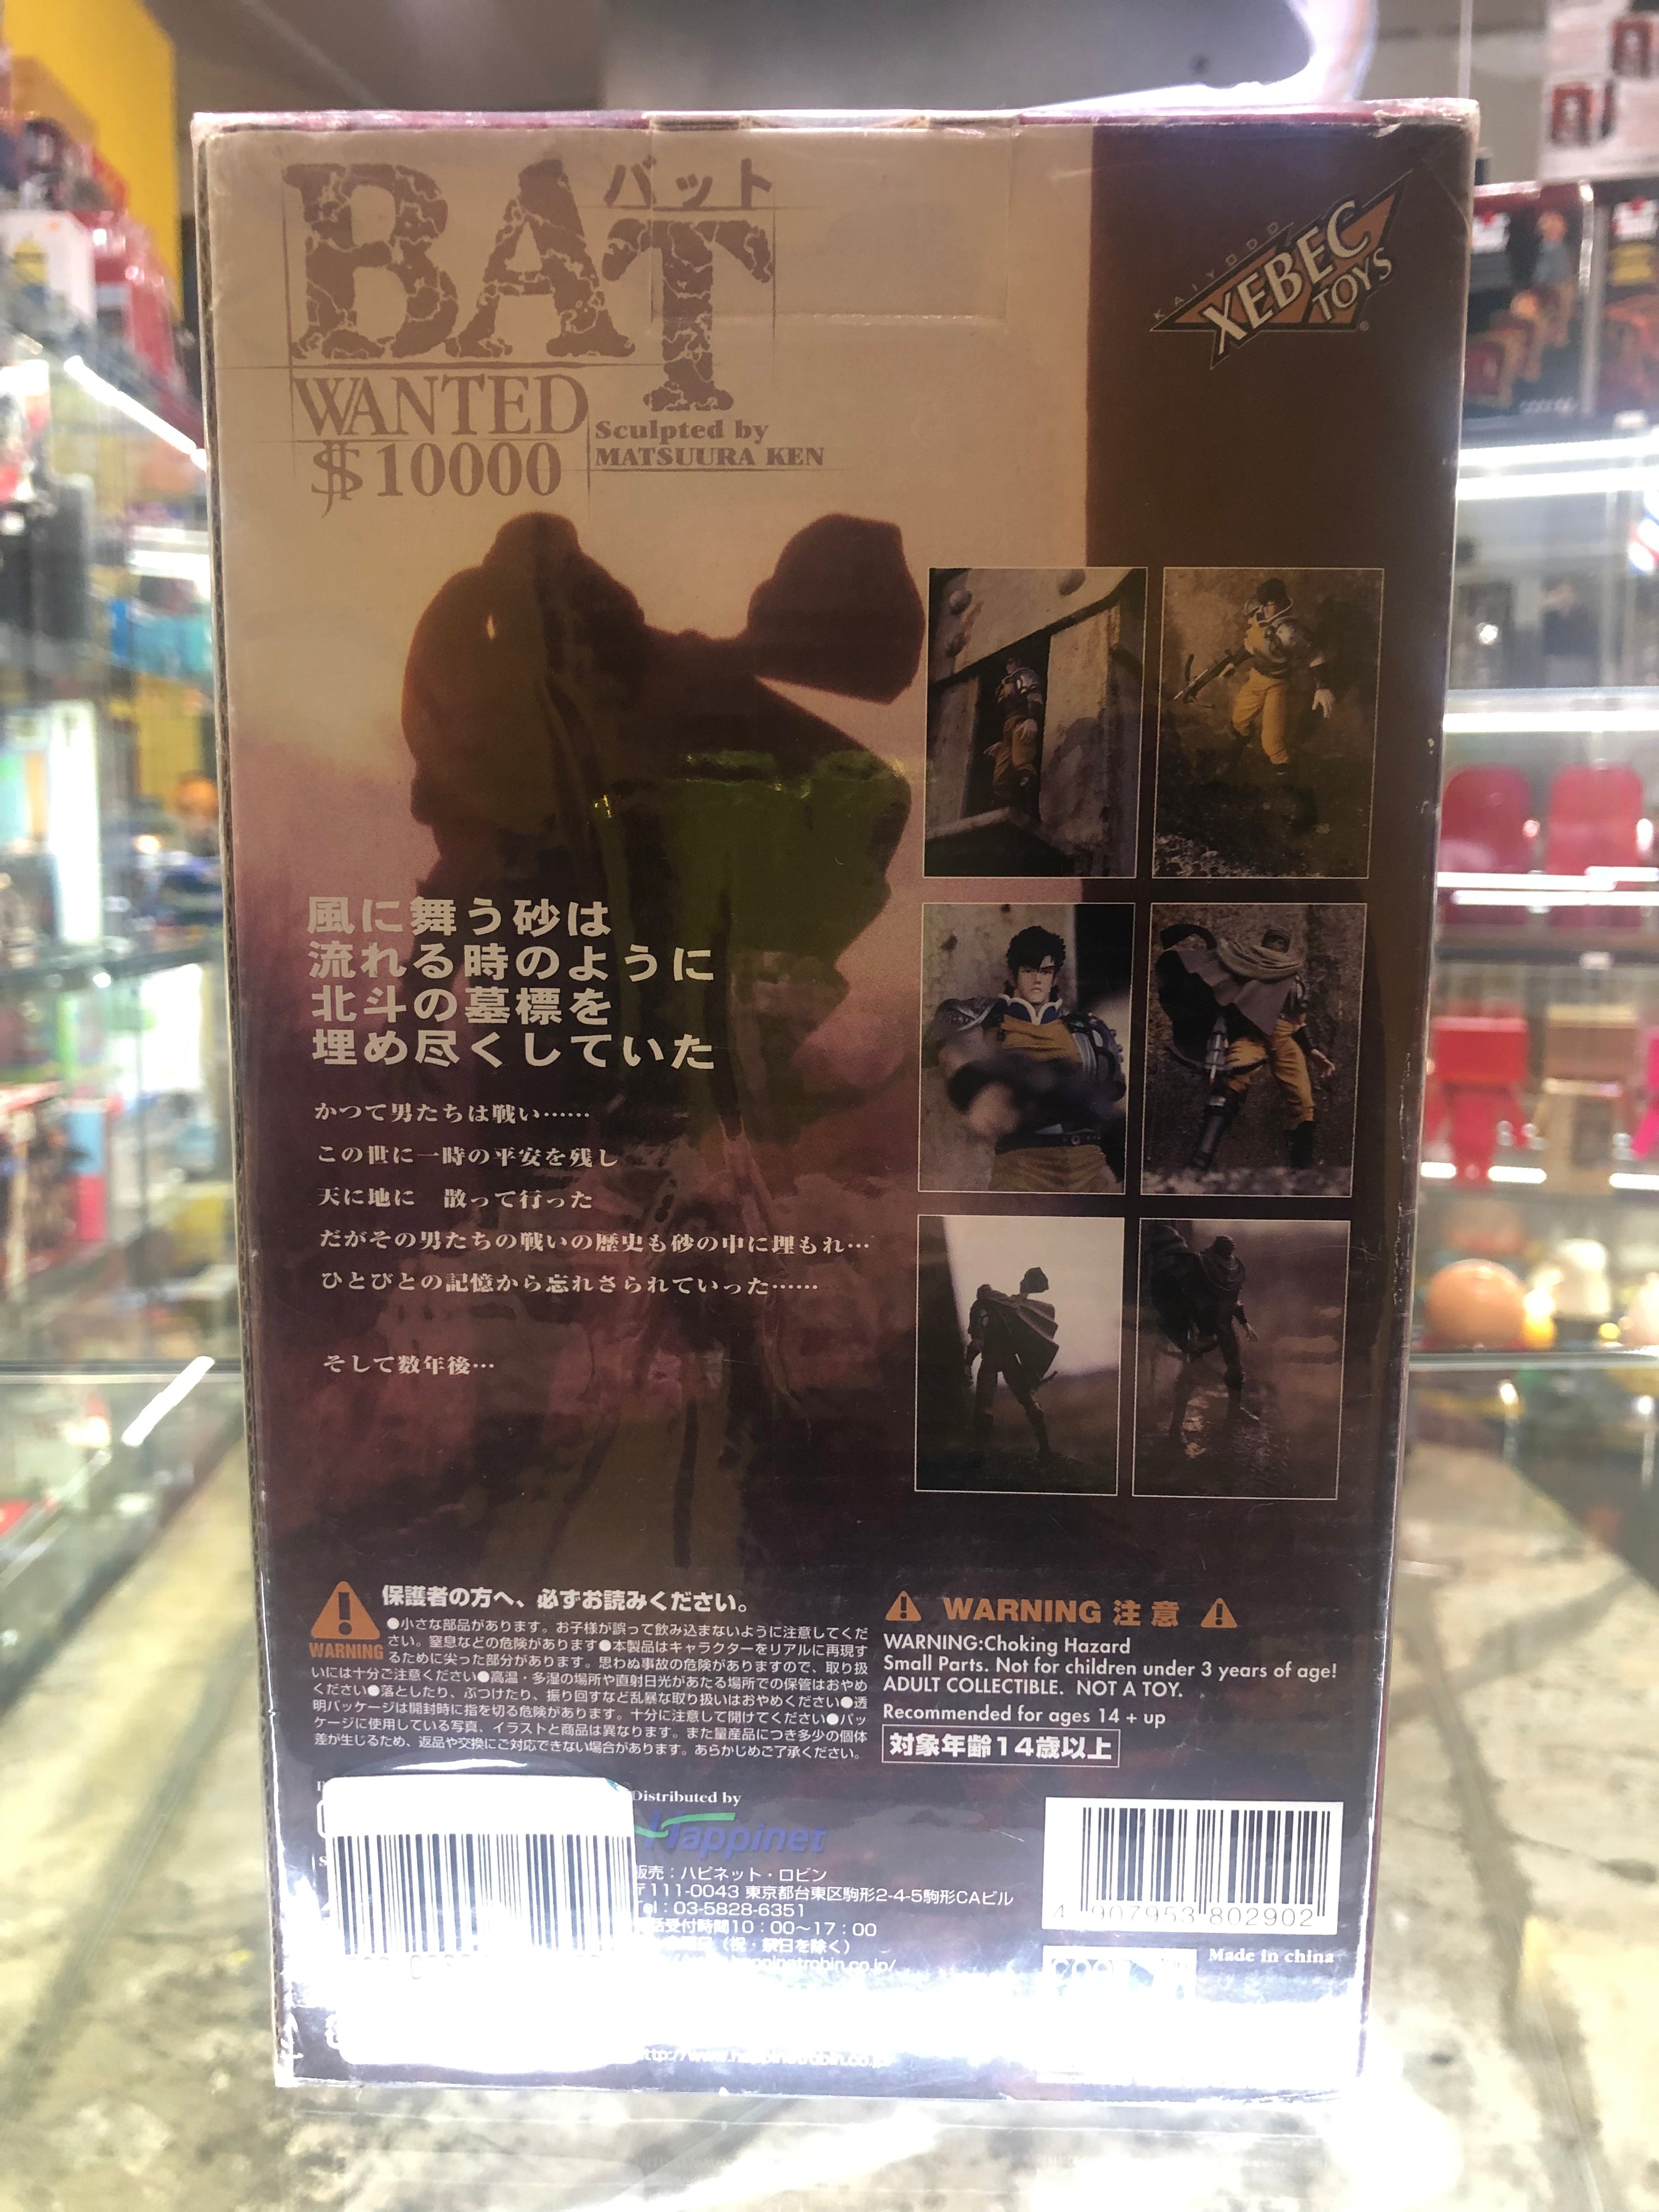 BAT
バット
WANTED
$10000
Sculpted by
MATSUURA KEN
KAIYODO
XEBEC
TOYS
風に舞う砂は
流れる時のように
北斗の墓標を
埋め尽くしていた
かつて男たちは戦い……
この世に一時の平安を残し
天に地に　散って行った
だがその男たちの戦いの歴史も砂の中に埋もれ…
ひとびとの記憶から忘れさられていった……
そして数年後…
WARNING
保護者の方へ、必ずお読みください。
●小さな部品があります。お子様が誤って飲み込まないように注意してくだ
さい。窒息などの危険があります●本製品はキャラクターをリアルに再現す
るために尖った部分があります。思わぬ事故の危険がありますので、取り扱
いには十分ご注意ください●高温・多湿の場所や直射日光があたる場所での保管はおやめ
ください●落としたり、ぶつけたり、振り回すなど乱暴な取り扱いはおやめください●透
明パッケージは開封時に指を切る危険があります。十分に注意して開けてください●パッ
ケージに使用している写真、イラストと商品は異なります。また量産品につき多少の個体
差が生じるため、返品や交換にご対応できない場合があります。あらかじめご了承ください。
WARNING 注意
WARNING:Choking Hazard
Small Parts. Not for children under 3 years of age!
ADULT COLLECTIBLE. NOT A TOY.
Recommended for ages 14 + up
対象年齢14歳以上
Distributed by
Happinet
販売：ハピネット・ロビン
〒111-0043 東京都台東区駒形2-4-5駒形CAビル
Tel：03-5828-6351
受付時間10：00～17：00
（祝・祭日を除く）
4 907953 802902
Made in china